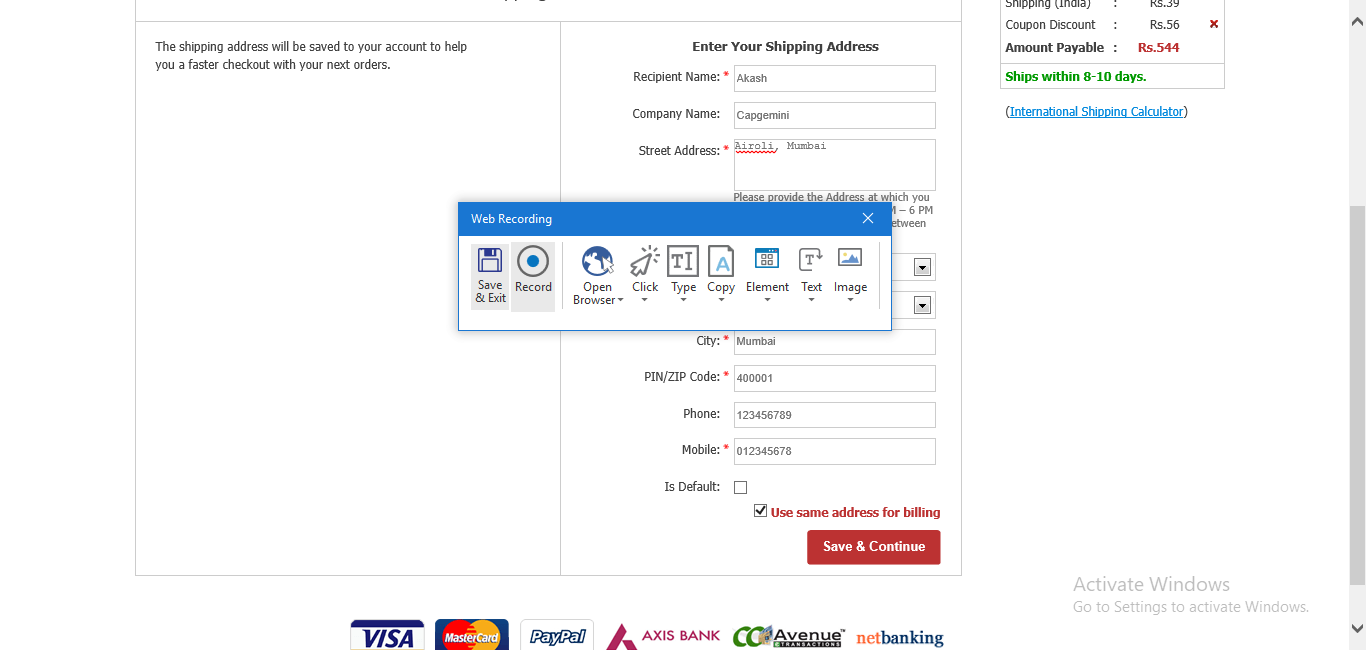 Shipping (India) : Rs.39
Coupon Discount : Rs.56
Amount Payable : Rs.544
Ships within 8-10 days.
(International Shipping Calculator)
The shipping address will be saved to your account to help
you a faster checkout with your next orders.
Enter Your Shipping Address
Recipient Name: * Akash
Company Name: Capgemini
Street Address: * Airoli, Mumbai
Please provide the Address at which you
– 6 PM
Web Recording
Save
& Exit
Record
Open
Browser
Click
Type
Copy
Element
Text
Image
City: * Mumbai
PIN/ZIP Code: * 400001
Phone: 123456789
Mobile: * 012345678
Is Default:
Use same address for billing
Save & Continue
Activate Windows
Go to Settings to activate Windows.
VISA
MasterCard
PayPal
AXIS BANK
CCAvenue
netbanking